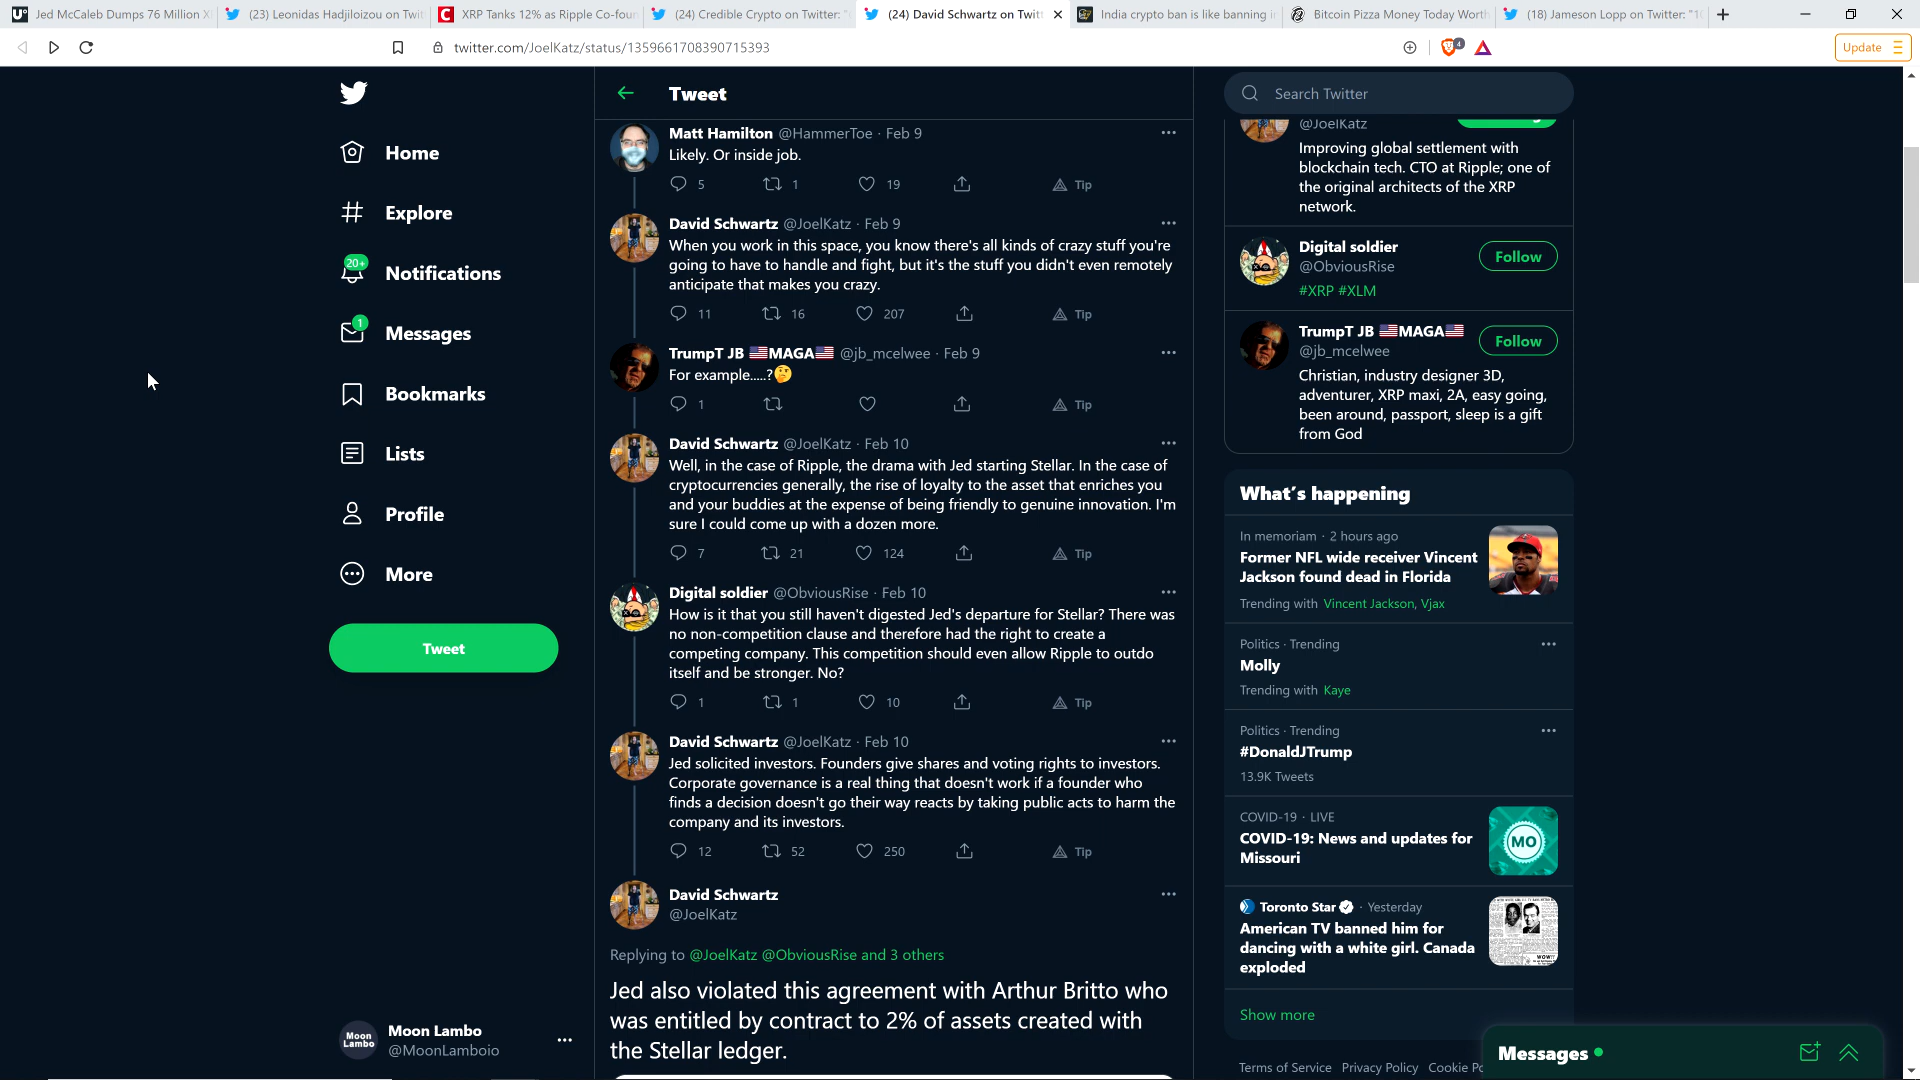 Jed McCaleb Dumps 76 Million X
(23) Leonidas Hadjiloizou on Twit
XRP Tanks 12% as Ripple Co-foun
(24) Credible Crypto on Twitter: "
(24) David Schwartz on Twitt
India crypto ban is like banning i
Bitcoin Pizza Money Today Worth
(18) Jameson Lopp on Twitter: "1
twitter.com/JoelKatz/status/1359661708390715393
4
Update
Home
Explore
20+
Notifications
1
Messages
Bookmarks
Lists
Profile
More
Tweet
Moon Lambo
Moon Lambo
@MoonLamboio
Tweet
Matt Hamilton @HammerToe · Feb 9
Likely. Or inside job.
5 1 19 Tip
David Schwartz @JoelKatz · Feb 9
When you work in this space, you know there's all kinds of crazy stuff you're
going to have to handle and fight, but it's the stuff you didn't even remotely
anticipate that makes you crazy.
11 16 207 Tip
TrumpT JB 🇺🇸MAGA🇺🇸 @jb_mcelwee · Feb 9
For example.....?🤔
1 Tip
David Schwartz @JoelKatz · Feb 10
Well, in the case of Ripple, the drama with Jed starting Stellar. In the case of
cryptocurrencies generally, the rise of loyalty to the asset that enriches you
and your buddies at the expense of being friendly to genuine innovation. I'm
sure I could come up with a dozen more.
7 21 124 Tip
Digital soldier @ObviousRise · Feb 10
How is it that you still haven't digested Jed's departure for Stellar? There was
no non-competition clause and therefore had the right to create a
competing company. This competition should even allow Ripple to outdo
itself and be stronger. No?
1 1 10 Tip
David Schwartz @JoelKatz · Feb 10
Jed solicited investors. Founders give shares and voting rights to investors.
Corporate governance is a real thing that doesn't work if a founder who
finds a decision doesn't go their way reacts by taking public acts to harm the
company and its investors.
12 52 250 Tip
David Schwartz
@JoelKatz
Replying to @JoelKatz @ObviousRise and 3 others
Jed also violated this agreement with Arthur Britto who
was entitled by contract to 2% of assets created with
the Stellar ledger.
Search Twitter
@JoelKatz
Improving global settlement with
blockchain tech. CTO at Ripple; one of
the original architects of the XRP
network.
Digital soldier
@ObviousRise
Follow
#XRP #XLM
TrumpT JB 🇺🇸MAGA🇺🇸
@jb_mcelwee
Follow
Christian, industry designer 3D,
adventurer, XRP maxi, 2A, easy going,
been around, passport, sleep is a gift
from God
What's happening
In memoriam · 2 hours ago
Former NFL wide receiver Vincent
Jackson found dead in Florida
Trending with Vincent Jackson, Vjax
Politics · Trending
Molly
Trending with Kaye
Politics · Trending
#DonaldJTrump
13.9K Tweets
COVID-19 · LIVE
COVID-19: News and updates for
Missouri
MO
Toronto Star · Yesterday
American TV banned him for
dancing with a white girl. Canada
exploded
Show more
Terms of Service Privacy Policy Cookie Po
Messages